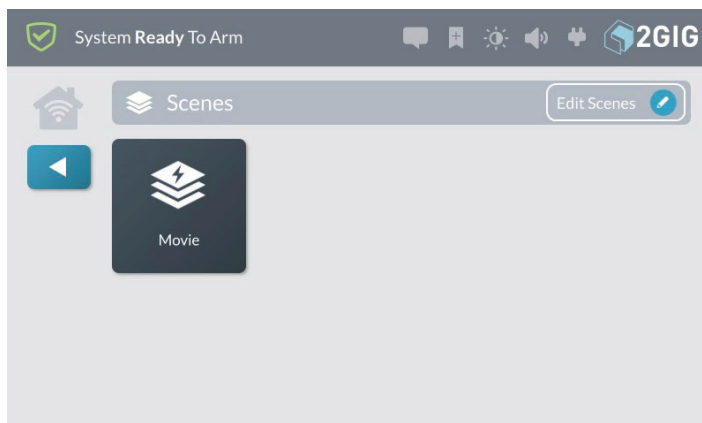 System Ready To Arm
2GIG
Scenes
Edit Scenes
Movie